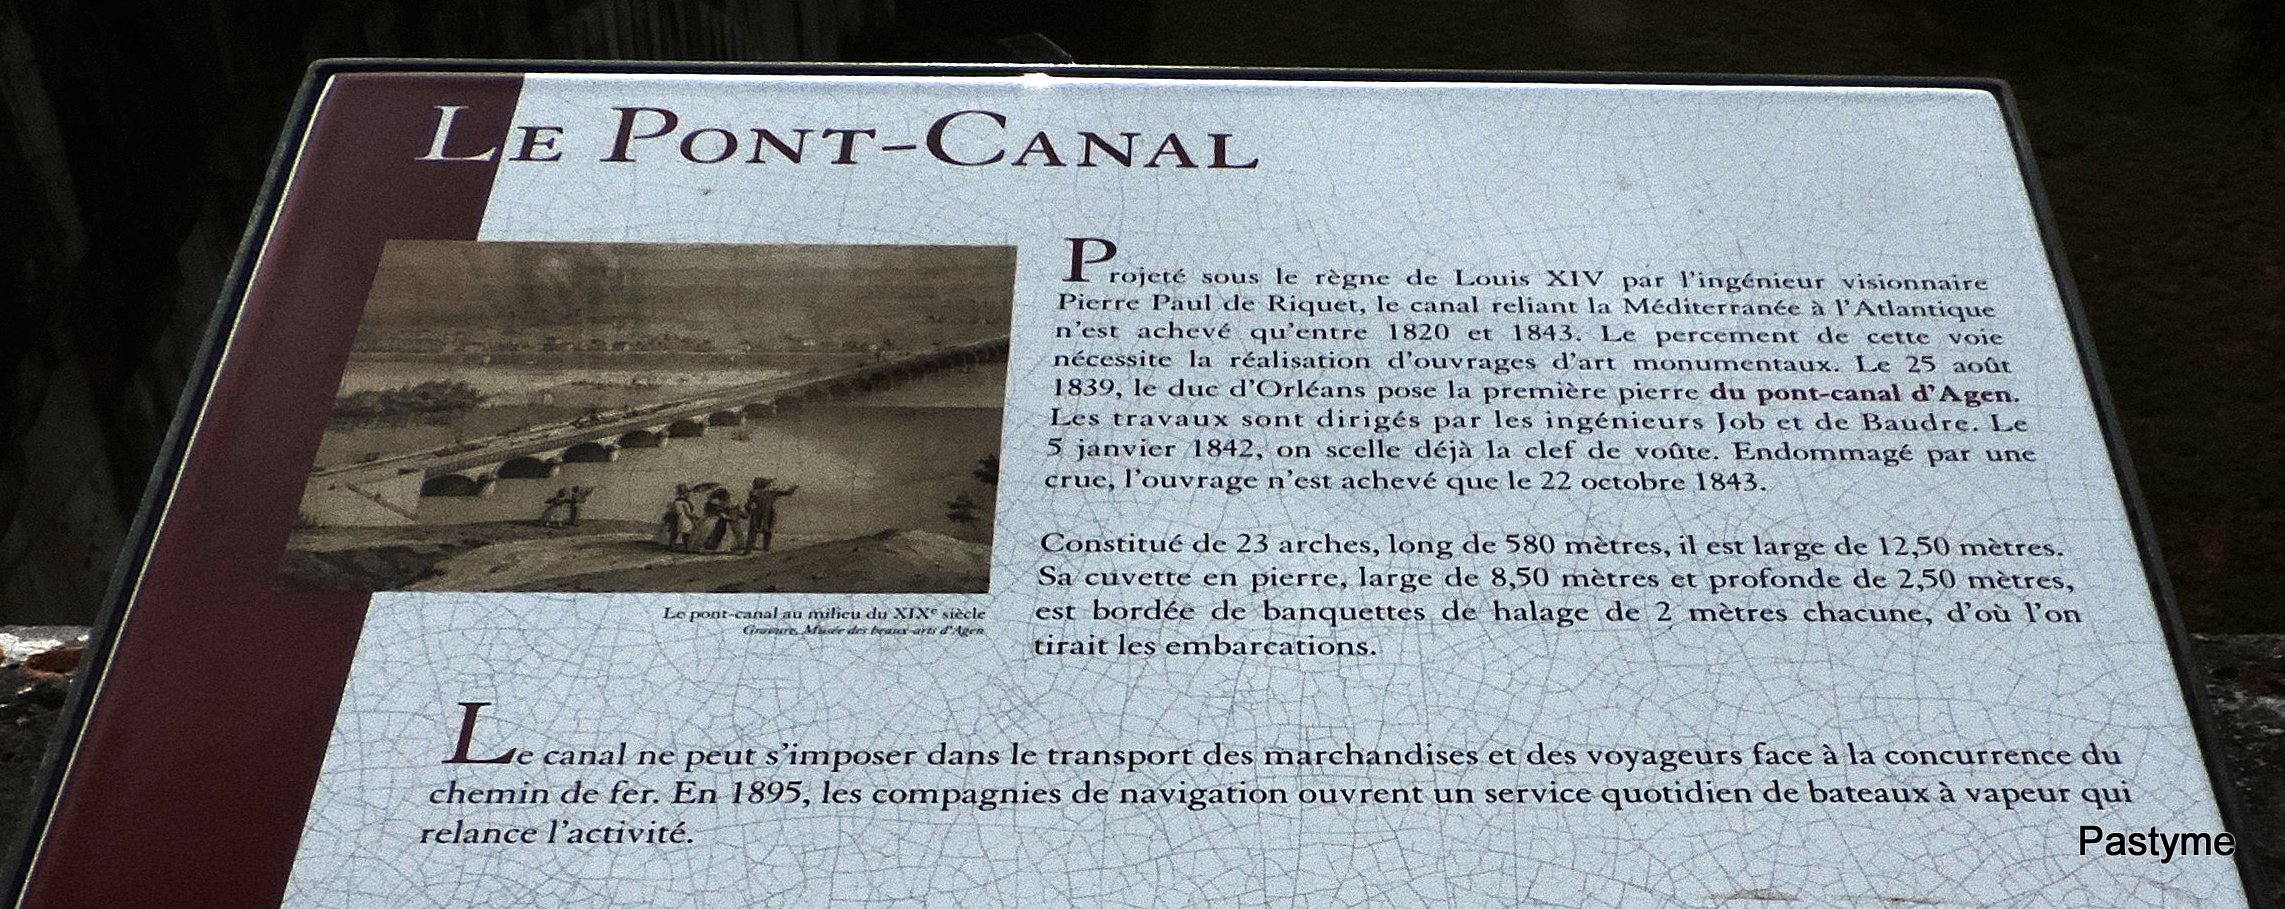 Le Pont-Canal
Projeté sous le règne de Louis XIV par l'ingénieur visionnaire
Pierre Paul de Riquet, le canal reliant la Méditerranée à l'Atlantique
n'est achevé qu'entre 1820 et 1843. Le percement de cette voie
nécessite la réalisation d'ouvrages d'art monumentaux. Le 25 août
1839, le duc d'Orléans pose la première pierre du pont-canal d'Agen.
Les travaux sont dirigés par les ingénieurs Job et de Baudre. Le
5 janvier 1842, on scelle déjà la clef de voûte. Endommagé par une
crue, l'ouvrage n'est achevé que le 22 octobre 1843.
Constitué de 23 arches, long de 580 mètres, il est large de 12,50 mètres.
Sa cuvette en pierre, large de 8,50 mètres et profonde de 2,50 mètres,
est bordée de banquettes de halage de 2 mètres chacune, d'où l'on
tirait les embarcations.
Le pont-canal au milieu du XIXe siècle
Gravure, Musée des beaux-arts d'Agen
Le canal ne peut s'imposer dans le transport des marchandises et des voyageurs face à la concurrence du
chemin de fer. En 1895, les compagnies de navigation ouvrent un service quotidien de bateaux à vapeur qui
relance l'activité.
Pastyme